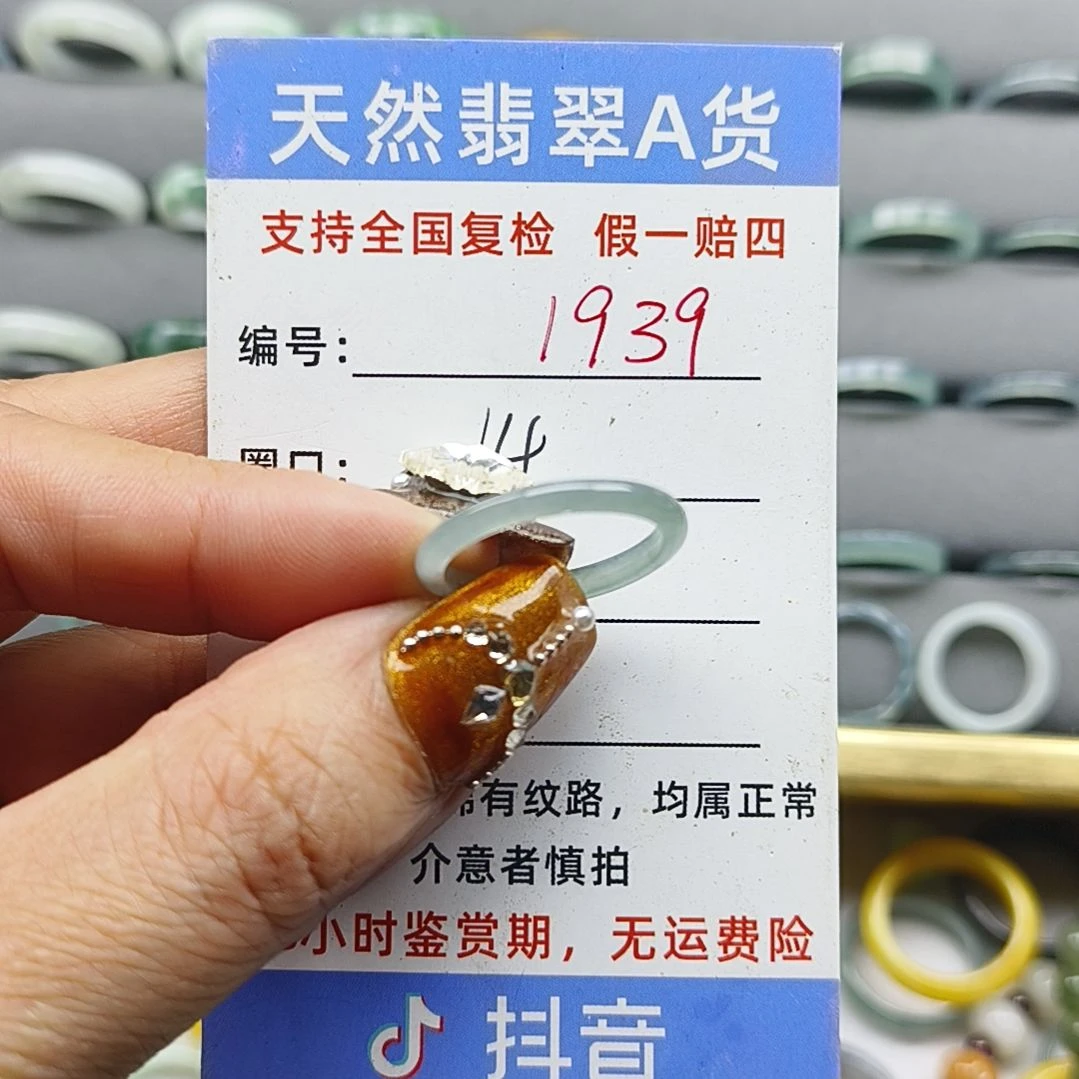 天然翡翠A货
支持全国复检 假一赔四
编号: 1939
圈口: 14
有纹路，均属正常
介意者慎拍
小时鉴赏期，无运费险
抖音